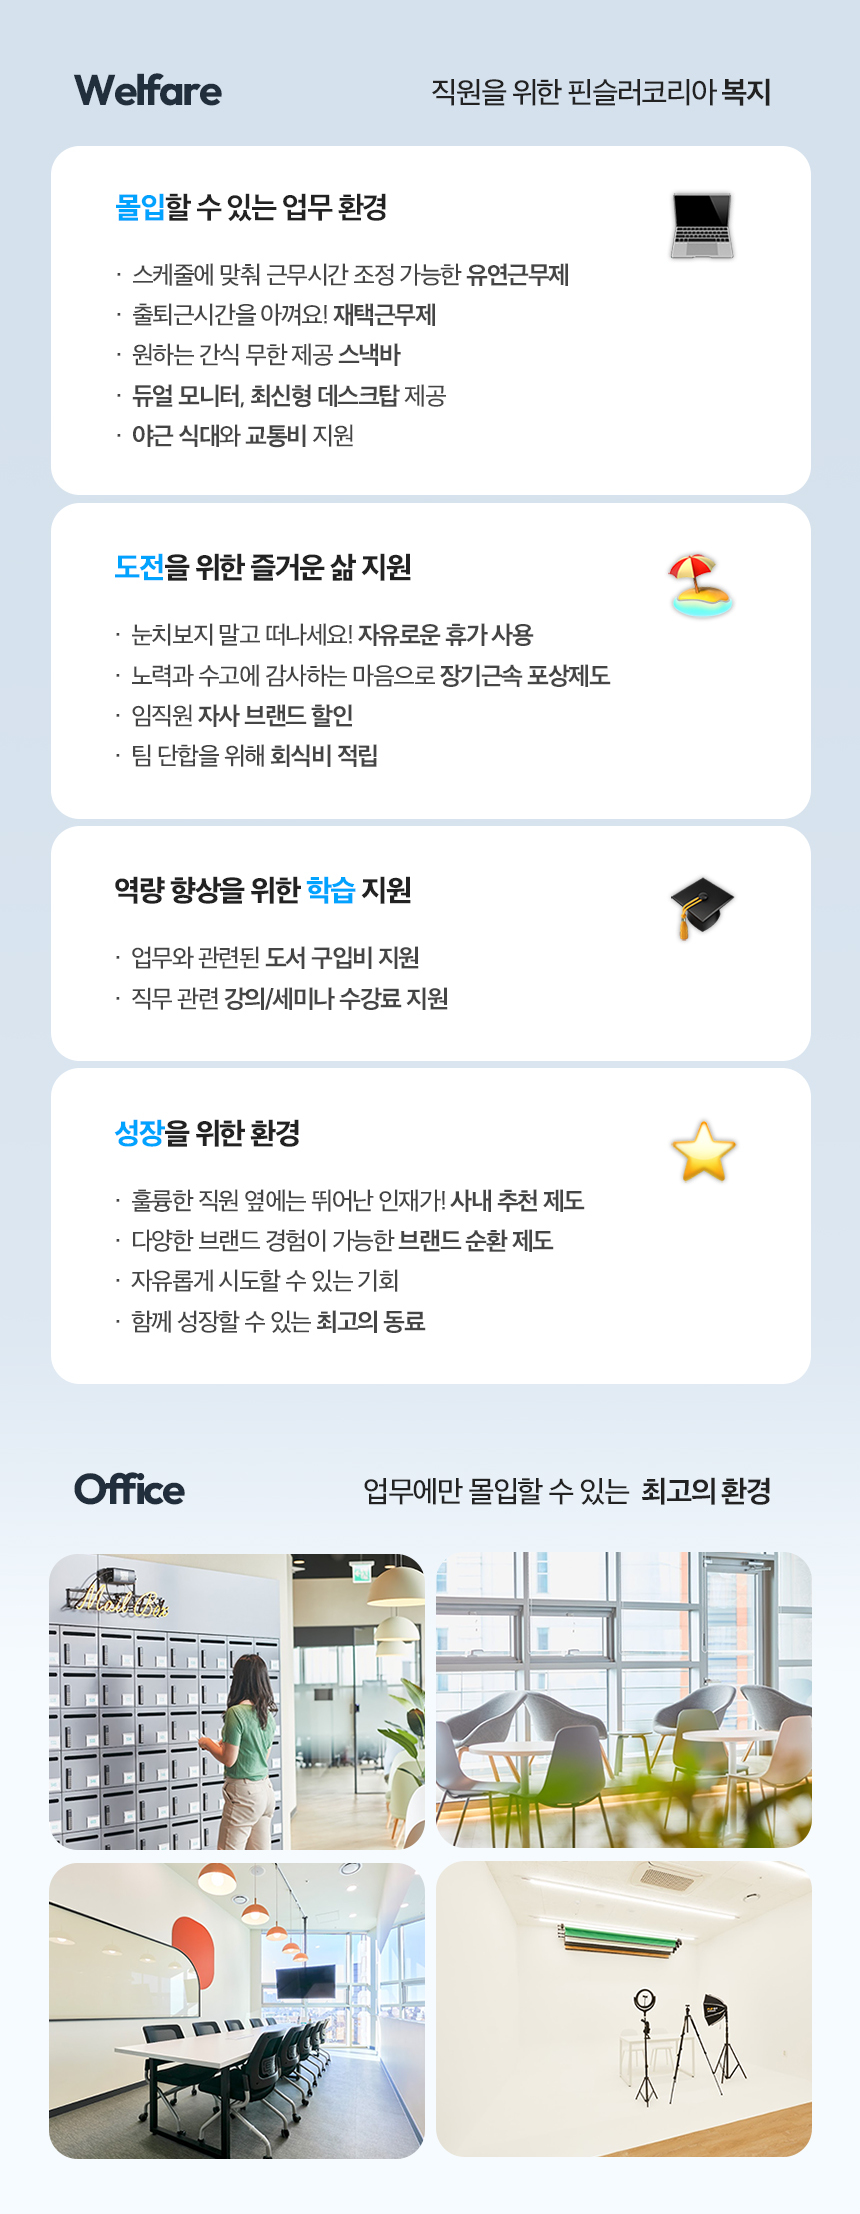 Welfare
직원을 위한 핀슬러코리아 복지
몰입할 수 있는 업무 환경
· 스케줄에 맞춰 근무시간 조정 가능한 유연근무제
· 출퇴근시간을 아껴요! 재택근무제
· 원하는 간식 무한 제공 스낵바
· 듀얼 모니터, 최신형 데스크탑 제공
· 야근 식대와 교통비 지원
도전을 위한 즐거운 삶 지원
· 눈치보지 말고 떠나세요! 자유로운 휴가 사용
· 노력과 수고에 감사하는 마음으로 장기근속 포상제도
· 임직원 자사 브랜드 할인
· 팀 단합을 위해 회식비 적립
역량 향상을 위한 학습 지원
· 업무와 관련된 도서 구입비 지원
· 직무 관련 강의/세미나 수강료 지원
성장을 위한 환경
· 훌륭한 직원 옆에는 뛰어난 인재가! 사내 추천 제도
· 다양한 브랜드 경험이 가능한 브랜드 순환 제도
· 자유롭게 시도할 수 있는 기회
· 함께 성장할 수 있는 최고의 동료
Office
업무에만 몰입할 수 있는 최고의 환경
Mail Box